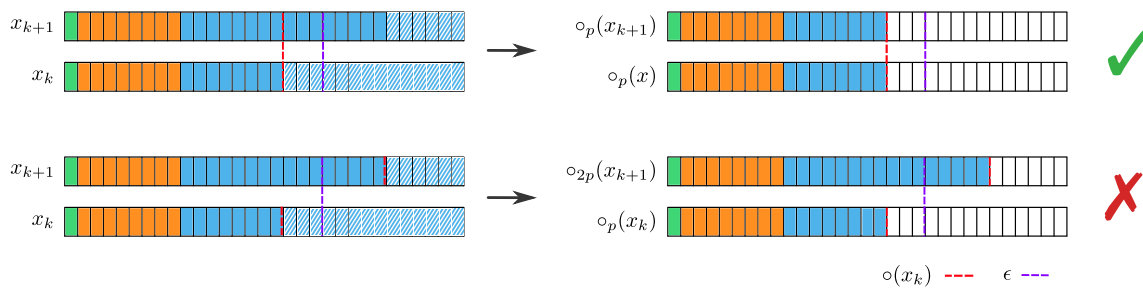 x_{k+1} ∘_p(x_{k+1})
x_k ∘_p(x)
x_{k+1} ∘_{2p}(x_{k+1})
x_k ∘_p(x_k)
∘(x_k) ϵ